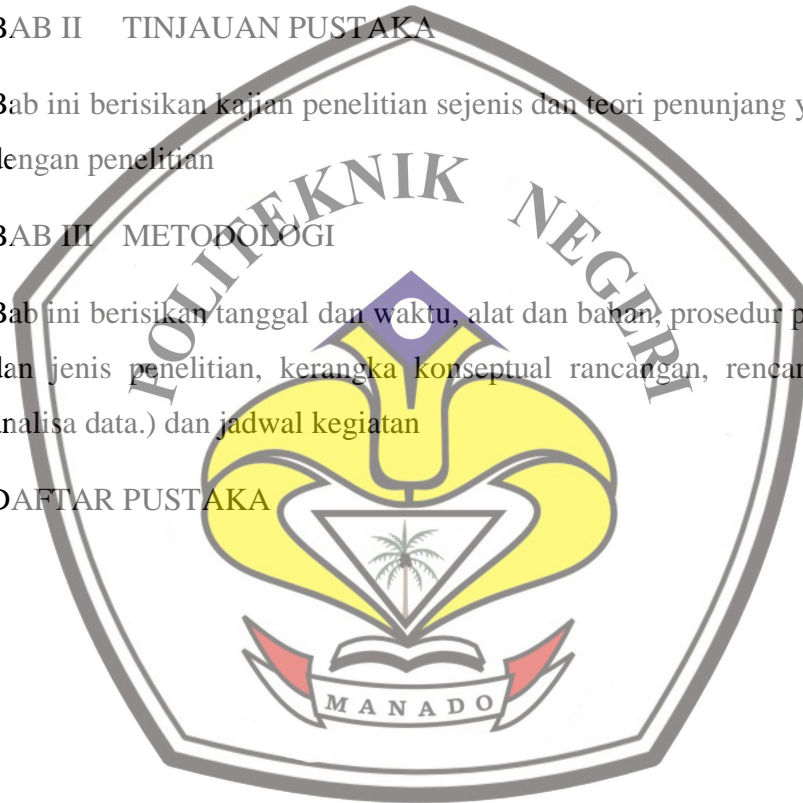 BAB II TINJAUAN PUSTAKA
Bab ini berisikan kajian penelitian sejenis dan teori penunjang
dengan penelitian
POLITEKNIK NEGERI
BAB III METODOLOGI
Bab ini berisikan tanggal dan waktu, alat dan bahan, prosedur
dan jenis penelitian, kerangka konseptual rancangan,
analisa data.) dan jadwal kegiatan
DAFTAR PUSTAKA
MANADO